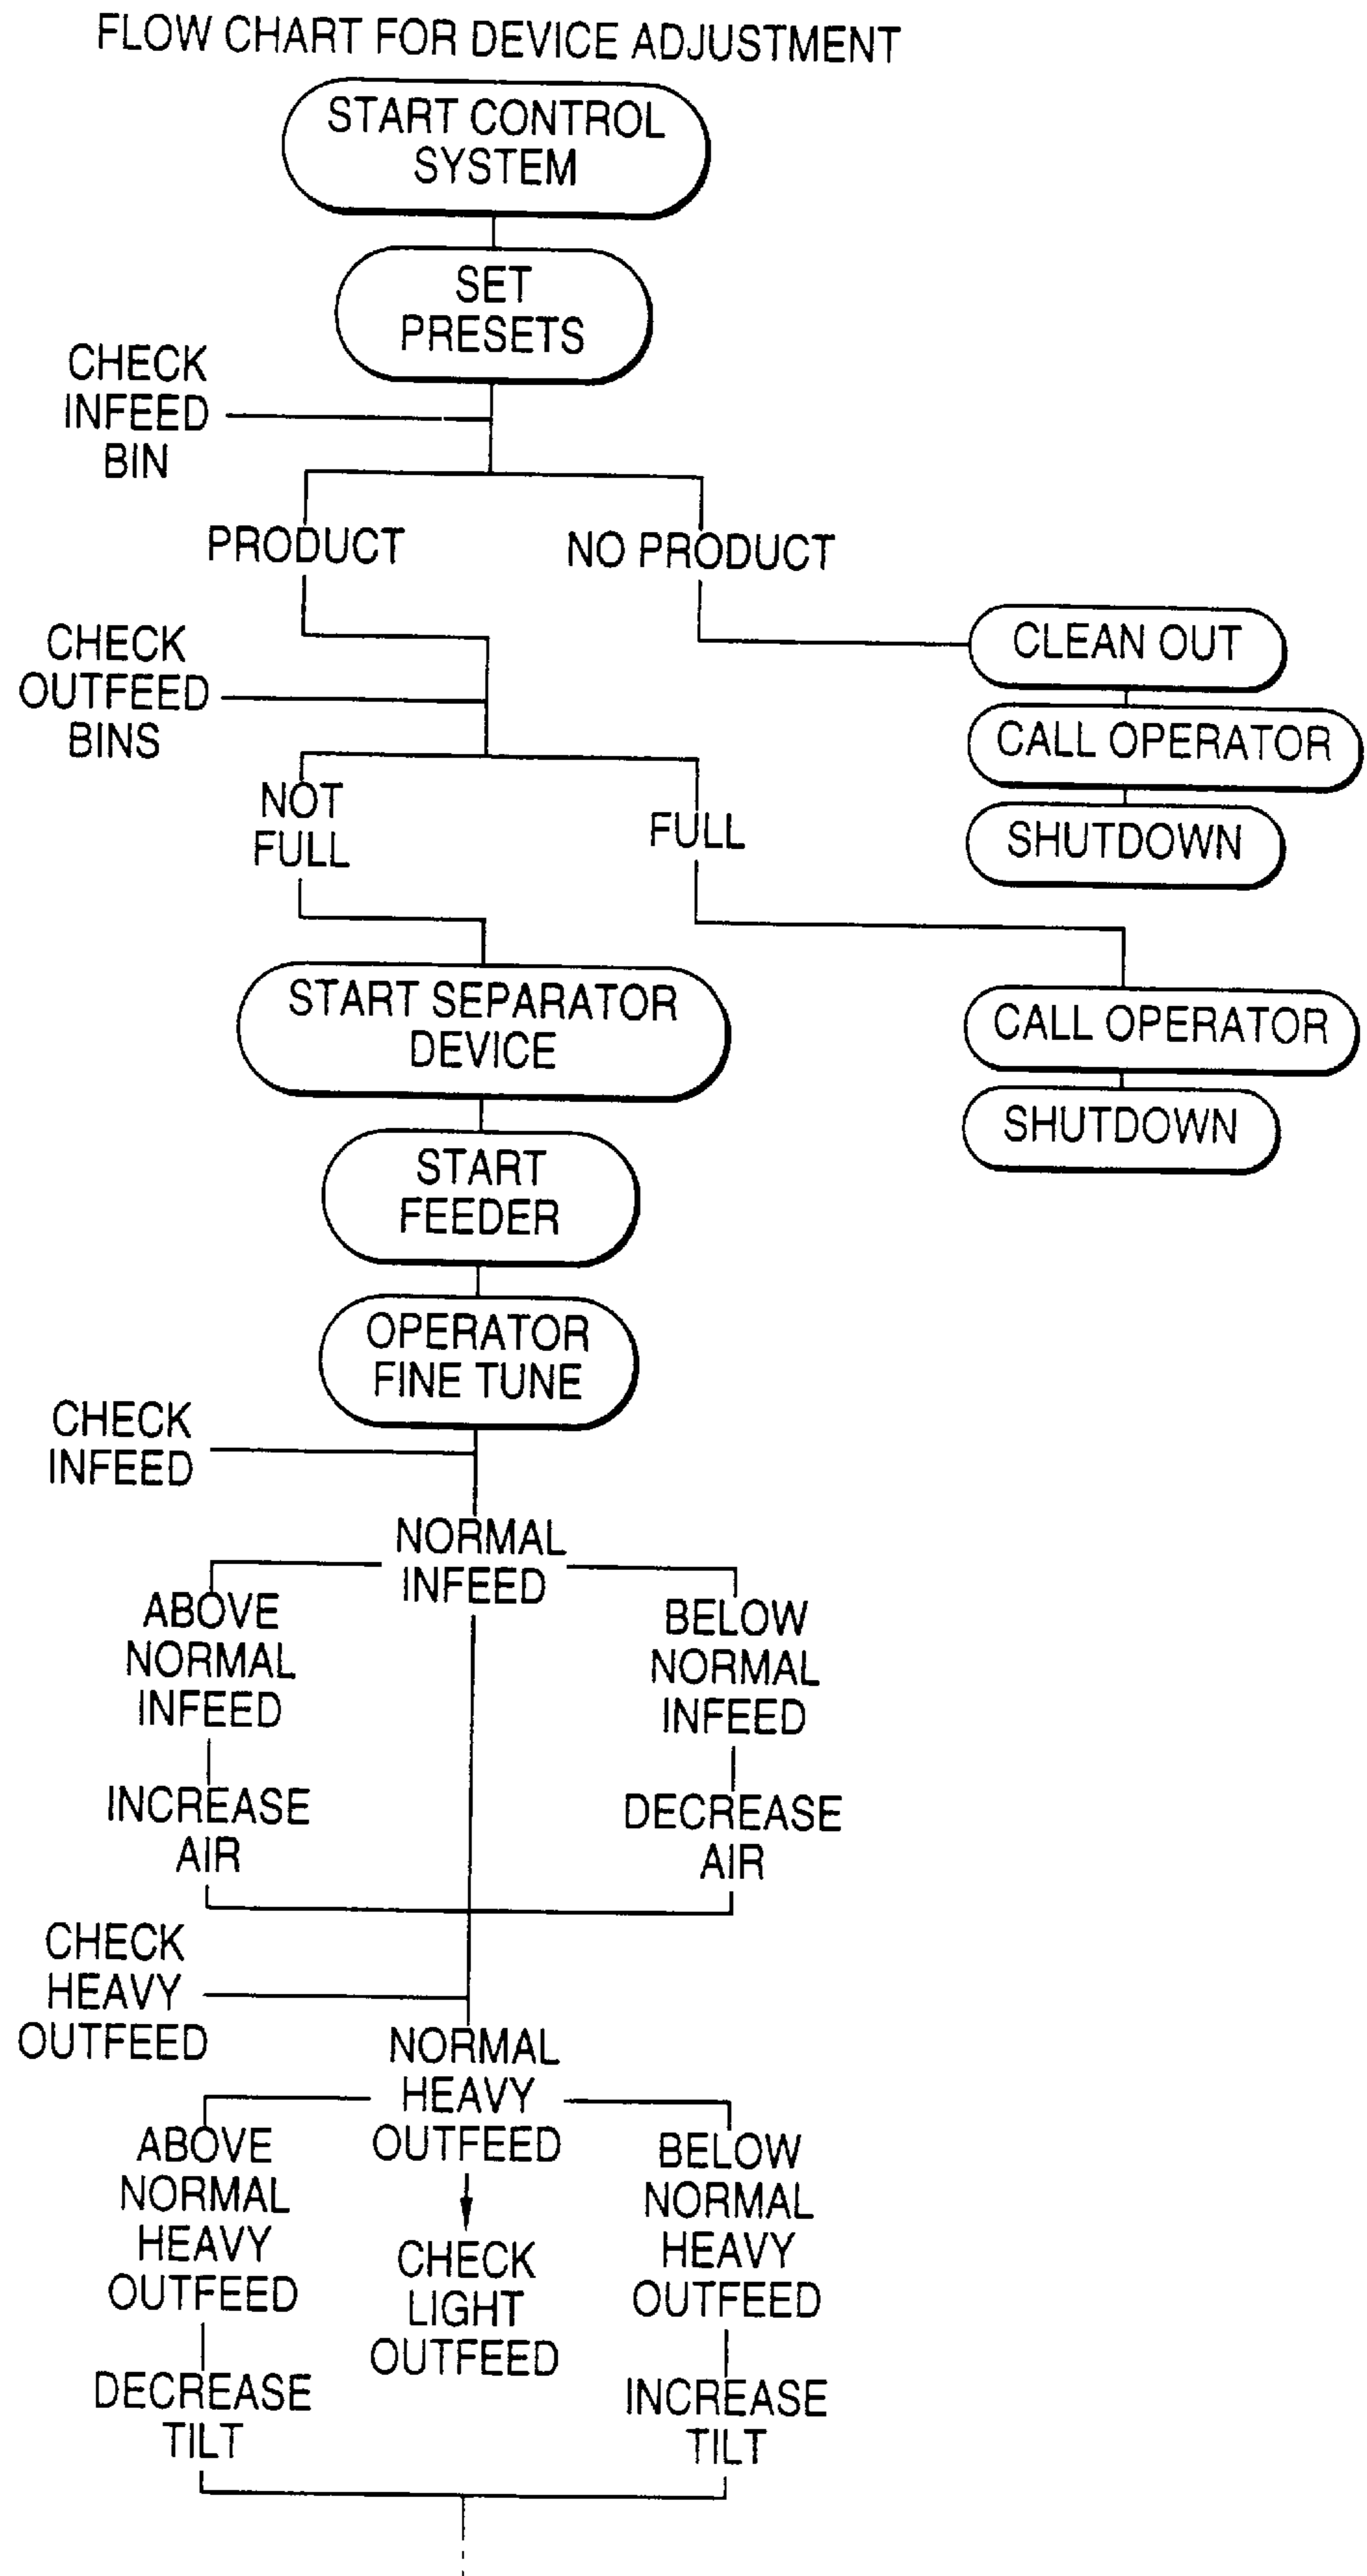 FLOW CHART FOR DEVICE ADJUSTMENT
START CONTROL
SYSTEM
SET
PRESETS
CHECK
INFEED
BIN
PRODUCT
NO PRODUCT
CLEAN OUT
CALL OPERATOR
SHUTDOWN
CHECK
OUTFEED
BINS
NOT
FULL
FULL
CALL OPERATOR
SHUTDOWN
START SEPARATOR
DEVICE
START
FEEDER
OPERATOR
FINE TUNE
CHECK
INFEED
NORMAL
INFEED
ABOVE
NORMAL
INFEED
INCREASE
AIR
BELOW
NORMAL
INFEED
DECREASE
AIR
CHECK
HEAVY
OUTFEED
NORMAL
HEAVY
OUTFEED
ABOVE
NORMAL
HEAVY
OUTFEED
DECREASE
TILT
CHECK
LIGHT
OUTFEED
BELOW
NORMAL
HEAVY
OUTFEED
INCREASE
TILT